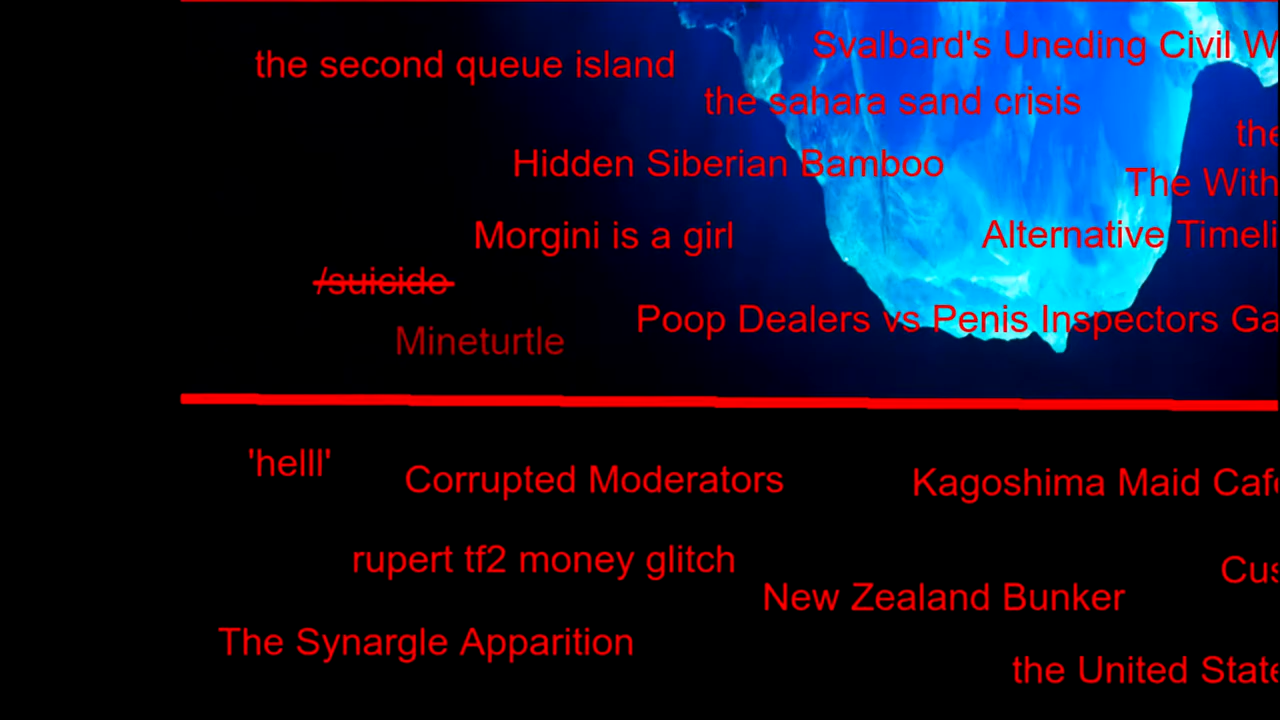 Svalbard's Uneding Civil W
the second queue island
the sahara sand crisis
the
Hidden Siberian Bamboo
The With
Morgini is a girl
Alternative Timeli
/suicide
Poop Dealers vs Penis Inspectors Ga
Mineturtle
'helll'
Corrupted Moderators
Kagoshima Maid Cafe
rupert tf2 money glitch
Cus
New Zealand Bunker
The Synargle Apparition
the United State